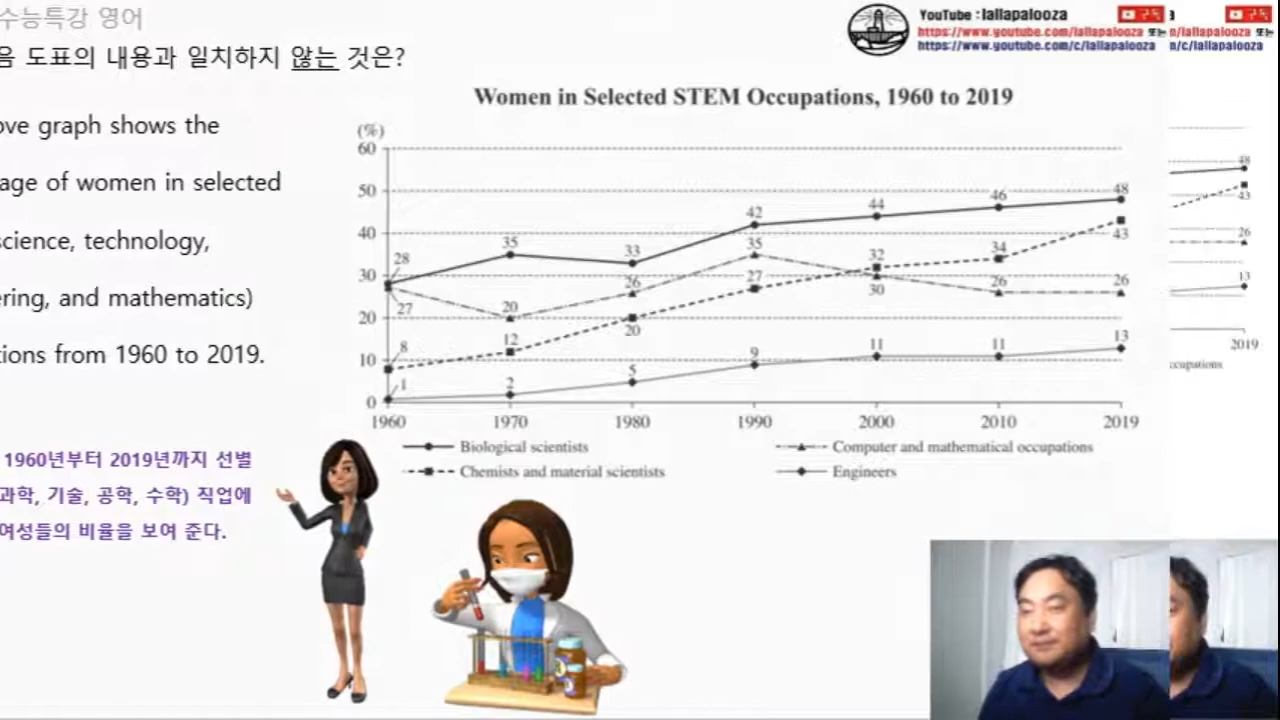 수능특강 영어
음 도표의 내용과 일치하지 않는 것은?
YouTube : lallapalooza
구독
https://www.youtube.com/lallapalooza 또는
https://www.youtube.com/c/lallapalooza
구독
/lallapalooza 또는
/c/lallapalooza
ove graph shows the
age of women in selected
science, technology,
ering, and mathematics)
tions from 1960 to 2019.
1960년부터 2019년까지 선별
과학, 기술, 공학, 수학) 직업에
여성들의 비율을 보여 준다.
Women in Selected STEM Occupations, 1960 to 2019
(%)
60
50
40
30
20
10
0
28 35 33 42 44 46 48
27 20 26 35 30 26 26
8 12 20 27 32 34 43
1 2 5 9 11 11 13
1960 1970 1980 1990 2000 2010 2019
Biological scientists
Computer and mathematical occupations
Chemists and material scientists
Engineers
48
43
26
13
2019
ccupations